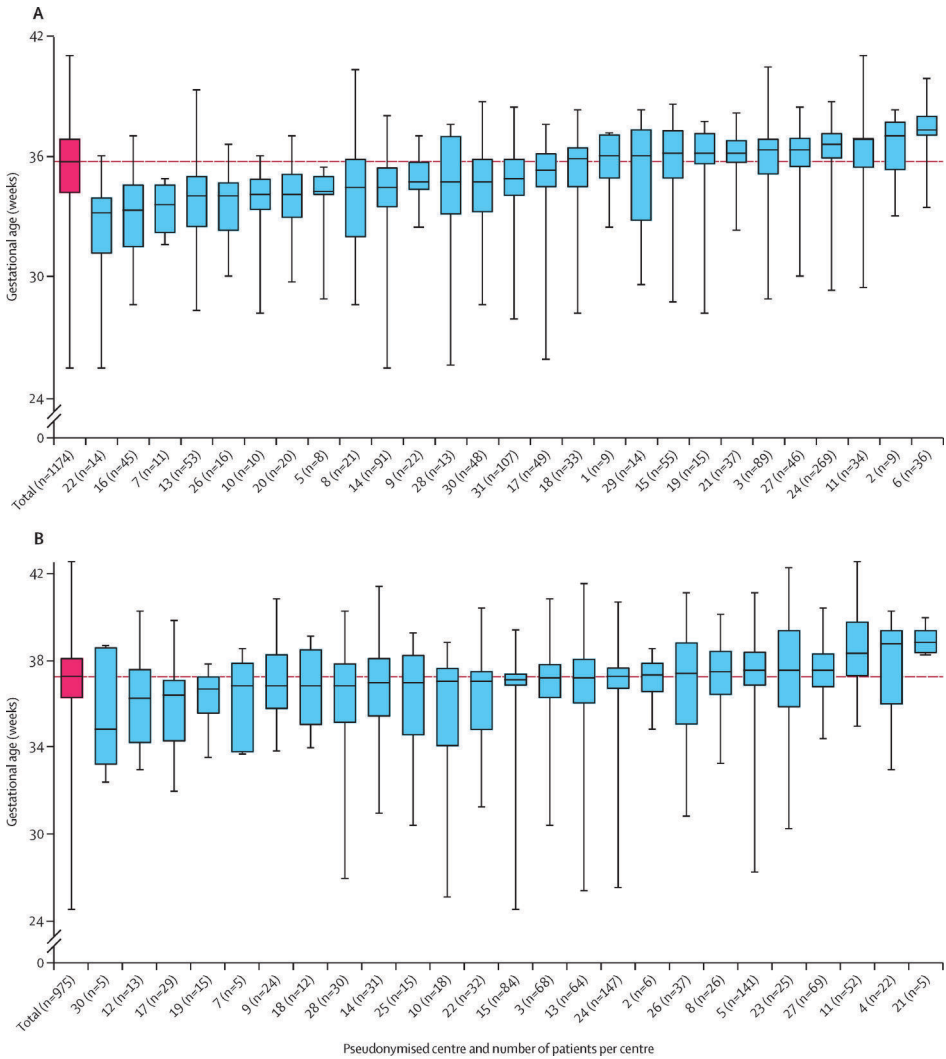 A
42
36
30
24
0
Gestational age (weeks)
Total (n=1174)
22 (n=14)
16 (n=45)
7 (n=11)
13 (n=53)
26 (n=16)
10 (n=10)
20 (n=20)
5 (n=8)
8 (n=21)
14 (n=91)
9 (n=22)
28 (n=13)
30 (n=48)
31 (n=107)
17 (n=49)
18 (n=33)
1 (n=9)
29 (n=14)
15 (n=55)
19 (n=15)
21 (n=37)
3 (n=89)
27 (n=46)
24 (n=269)
11 (n=34)
2 (n=9)
6 (n=36)
B
42
38
34
30
24
0
Gestational age (weeks)
Total (n=975)
30 (n=5)
12 (n=13)
17 (n=29)
19 (n=15)
7 (n=5)
9 (n=24)
18 (n=12)
18 (n=30)
14 (n=31)
25 (n=15)
10 (n=18)
22 (n=32)
15 (n=84)
3 (n=68)
13 (n=64)
24 (n=147)
2 (n=6)
26 (n=37)
8 (n=26)
5 (n=141)
23 (n=25)
27 (n=69)
11 (n=52)
4 (n=22)
21 (n=5)
Pseudonymised centre and number of patients per centre